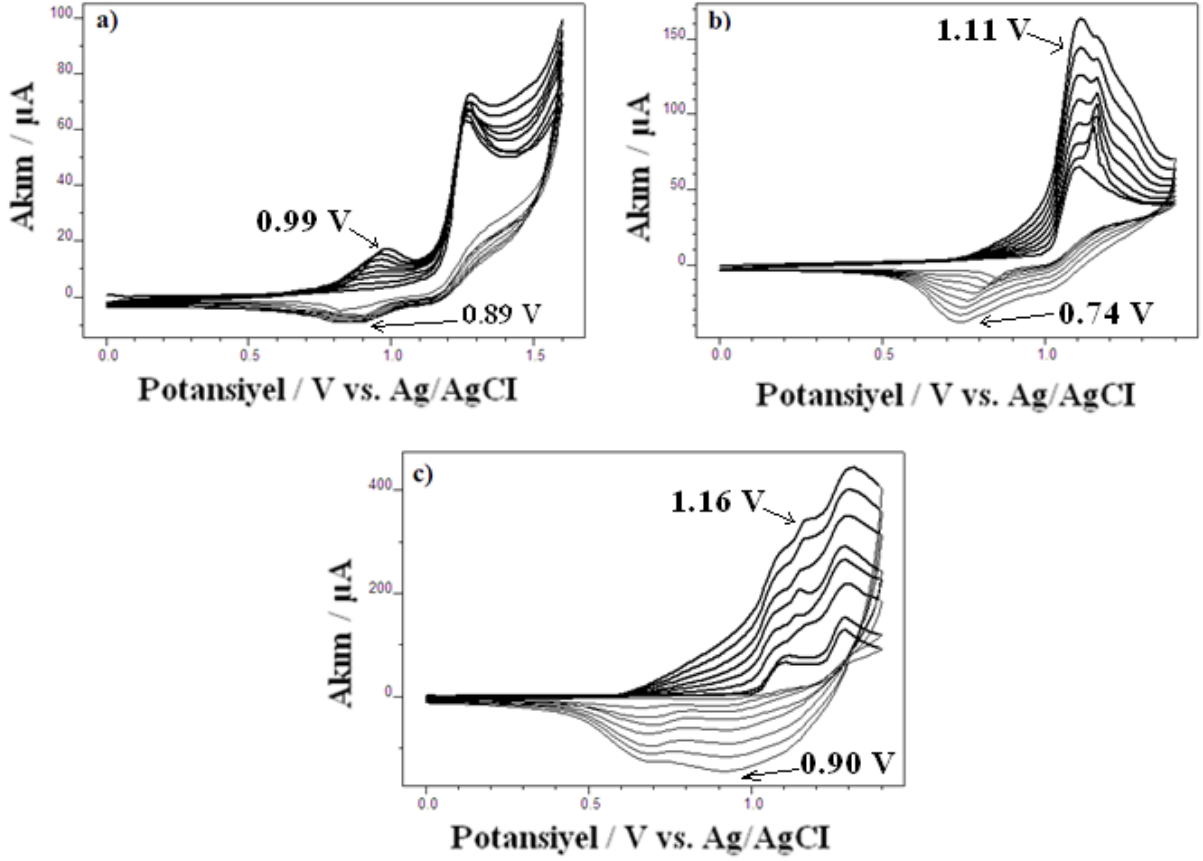 a)
100
80
60
40
20
0
0.99 V
0.89 V
0.0
0.5
1.0
1.5
Akım / µA
Potansiyel / V vs. Ag/AgCI
b)
150
100
50
0
1.11 V
0.74 V
0.0
0.5
1.0
Akım / µA
Potansiyel / V vs. Ag/AgCI
c)
400
200
0
1.16 V
0.90 V
0.0
0.5
1.0
Akım / µA
Potansiyel / V vs. Ag/AgCI